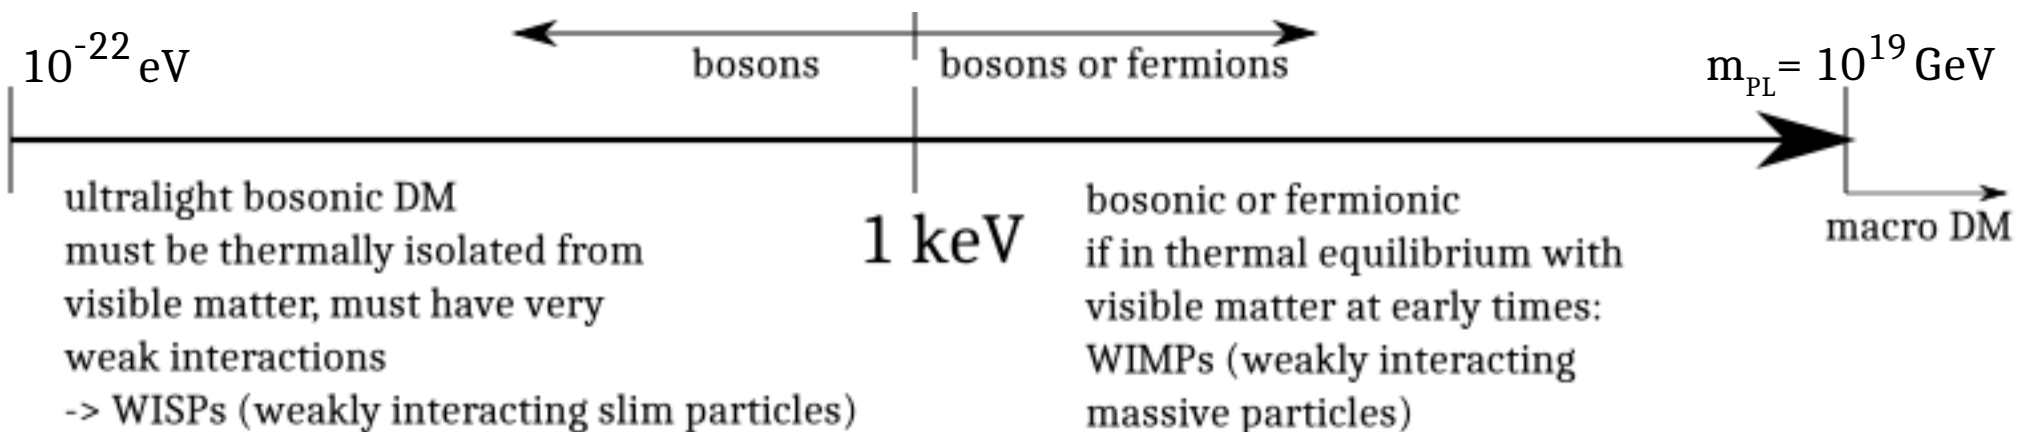 10^-22 eV
bosons
bosons or fermions
m_PL = 10^19 GeV
ultralight bosonic DM
must be thermally isolated from
visible matter, must have very
weak interactions
-> WISPs (weakly interacting slim particles)
1 keV
bosonic or fermionic
if in thermal equilibrium with
visible matter at early times:
WIMPs (weakly interacting
massive particles)
macro DM